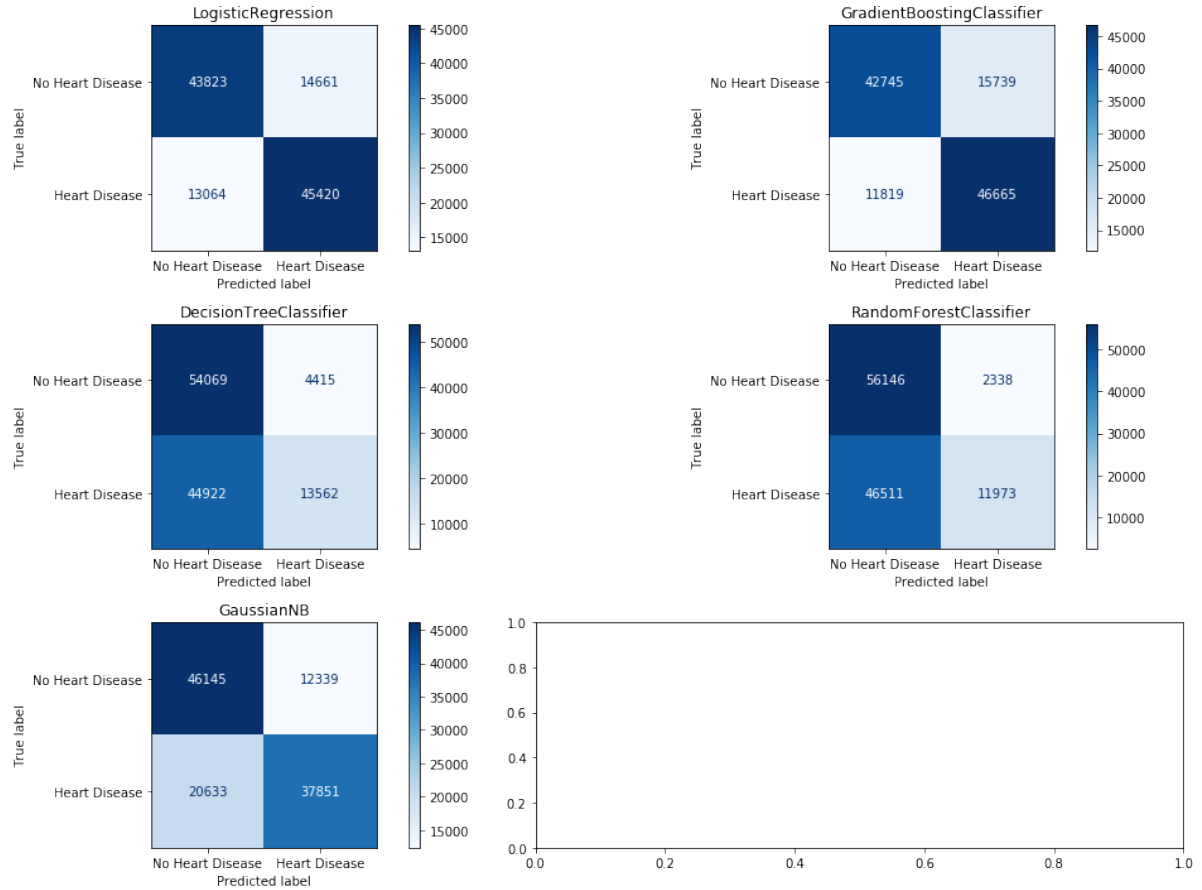 LogisticRegression
True label
No Heart Disease
Heart Disease
43823 14661
13064 45420
No Heart Disease Heart Disease
Predicted label
45000
40000
35000
30000
25000
20000
15000
GradientBoostingClassifier
True label
No Heart Disease
Heart Disease
42745 15739
11819 46665
No Heart Disease Heart Disease
Predicted label
45000
40000
35000
30000
25000
20000
15000
DecisionTreeClassifier
True label
No Heart Disease
Heart Disease
54069 4415
44922 13562
No Heart Disease Heart Disease
Predicted label
50000
40000
30000
20000
10000
RandomForestClassifier
True label
No Heart Disease
Heart Disease
56146 2338
46511 11973
No Heart Disease Heart Disease
Predicted label
50000
40000
30000
20000
10000
GaussianNB
True label
No Heart Disease
Heart Disease
46145 12339
20633 37851
No Heart Disease Heart Disease
Predicted label
45000
40000
35000
30000
25000
20000
15000
1.0
0.8
0.6
0.4
0.2
0.0
0.0 0.2 0.4 0.6 0.8 1.0